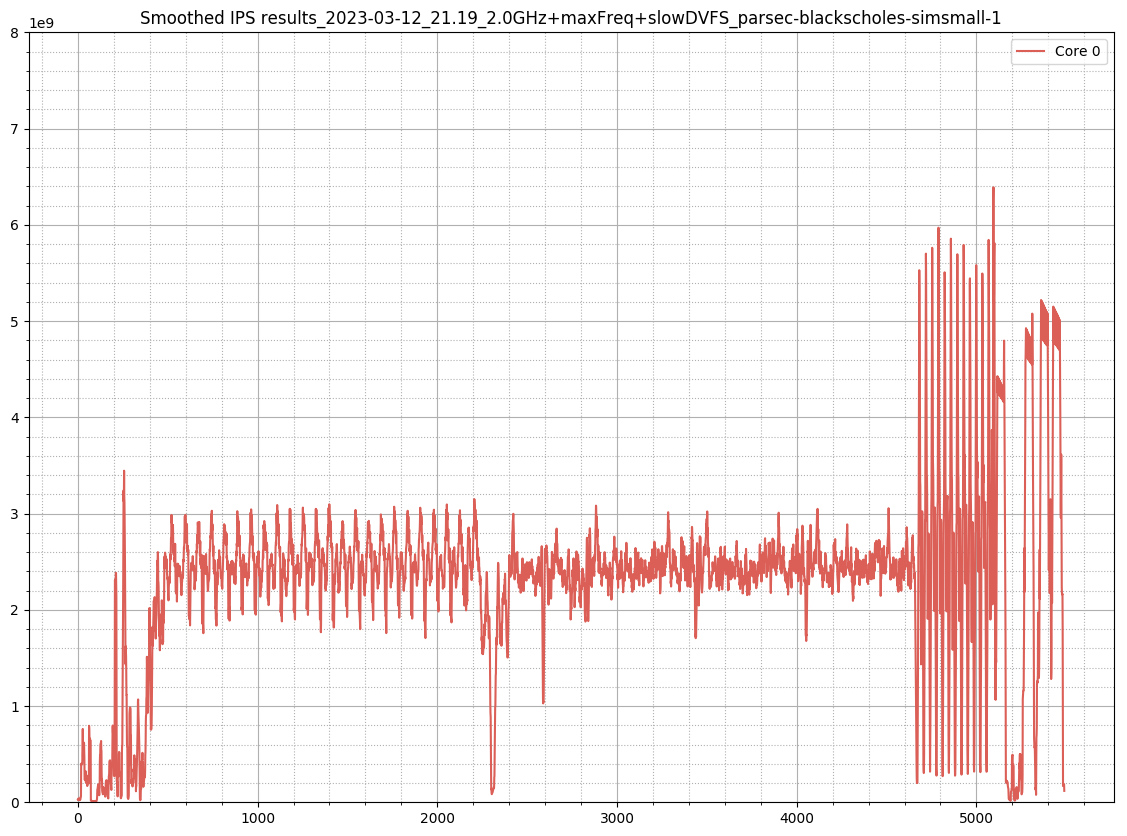 Smoothed IPS results_2023-03-12_21.19_2.0GHz+maxFreq+slowDVFS_parsec-blackscholes-simsmall-1
1e9
Core 0
8
7
6
5
4
3
2
1
0
0 1000 2000 3000 4000 5000